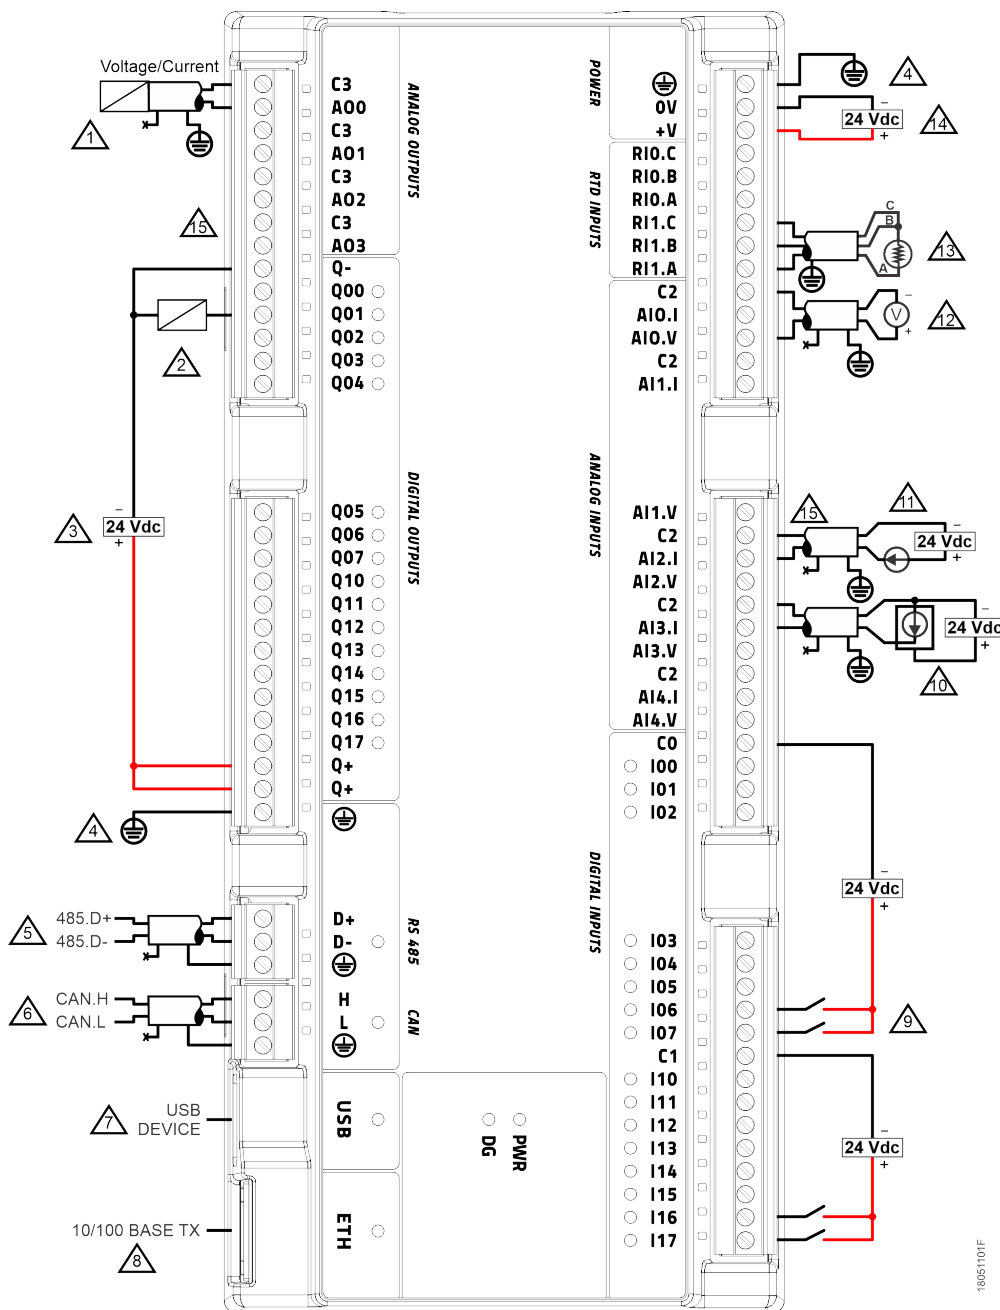 Voltage/Current
1
15
2
3
24 Vdc
−
+
4
5
485.D+
485.D-
6
CAN.H
CAN.L
7
USB
DEVICE
10/100 BASE TX
8
C3
AO0
C3
AO1
C3
AO2
C3
AO3
ANALOG OUTPUTS
Q-
Q00
Q01
Q02
Q03
Q04
Q05
Q06
Q07
Q10
Q11
Q12
Q13
Q14
Q15
Q16
Q17
Q+
Q+
DIGITAL OUTPUTS
D+
D-
RS 485
H
L
CAN
USB
ETH
DG
PWR
POWER
0V
+V
RTD INPUTS
RI0.C
RI0.B
RI0.A
RI1.C
RI1.B
RI1.A
ANALOG INPUTS
C2
AI0.I
AI0.V
C2
AI1.I
AI1.V
C2
AI2.I
AI2.V
C2
AI3.I
AI3.V
C2
AI4.I
AI4.V
DIGITAL INPUTS
C0
I00
I01
I02
I03
I04
I05
I06
I07
C1
I10
I11
I12
I13
I14
I15
I16
I17
4
−
24 Vdc
+
14
C
B
A
13
−
V
+
12
15
11
−
24 Vdc
+
−
24 Vdc
+
10
−
24 Vdc
+
9
−
24 Vdc
+
18051101F